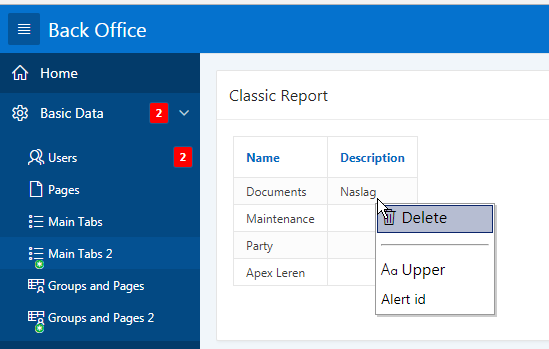 Back Office
Home
Basic Data 2
Users 2
Pages
Main Tabs
Main Tabs 2
Groups and Pages
Groups and Pages 2
Classic Report
Name Description
Documents Naslag
Maintenance
Party
Apex Leren
Delete
Aa Upper
Alert id